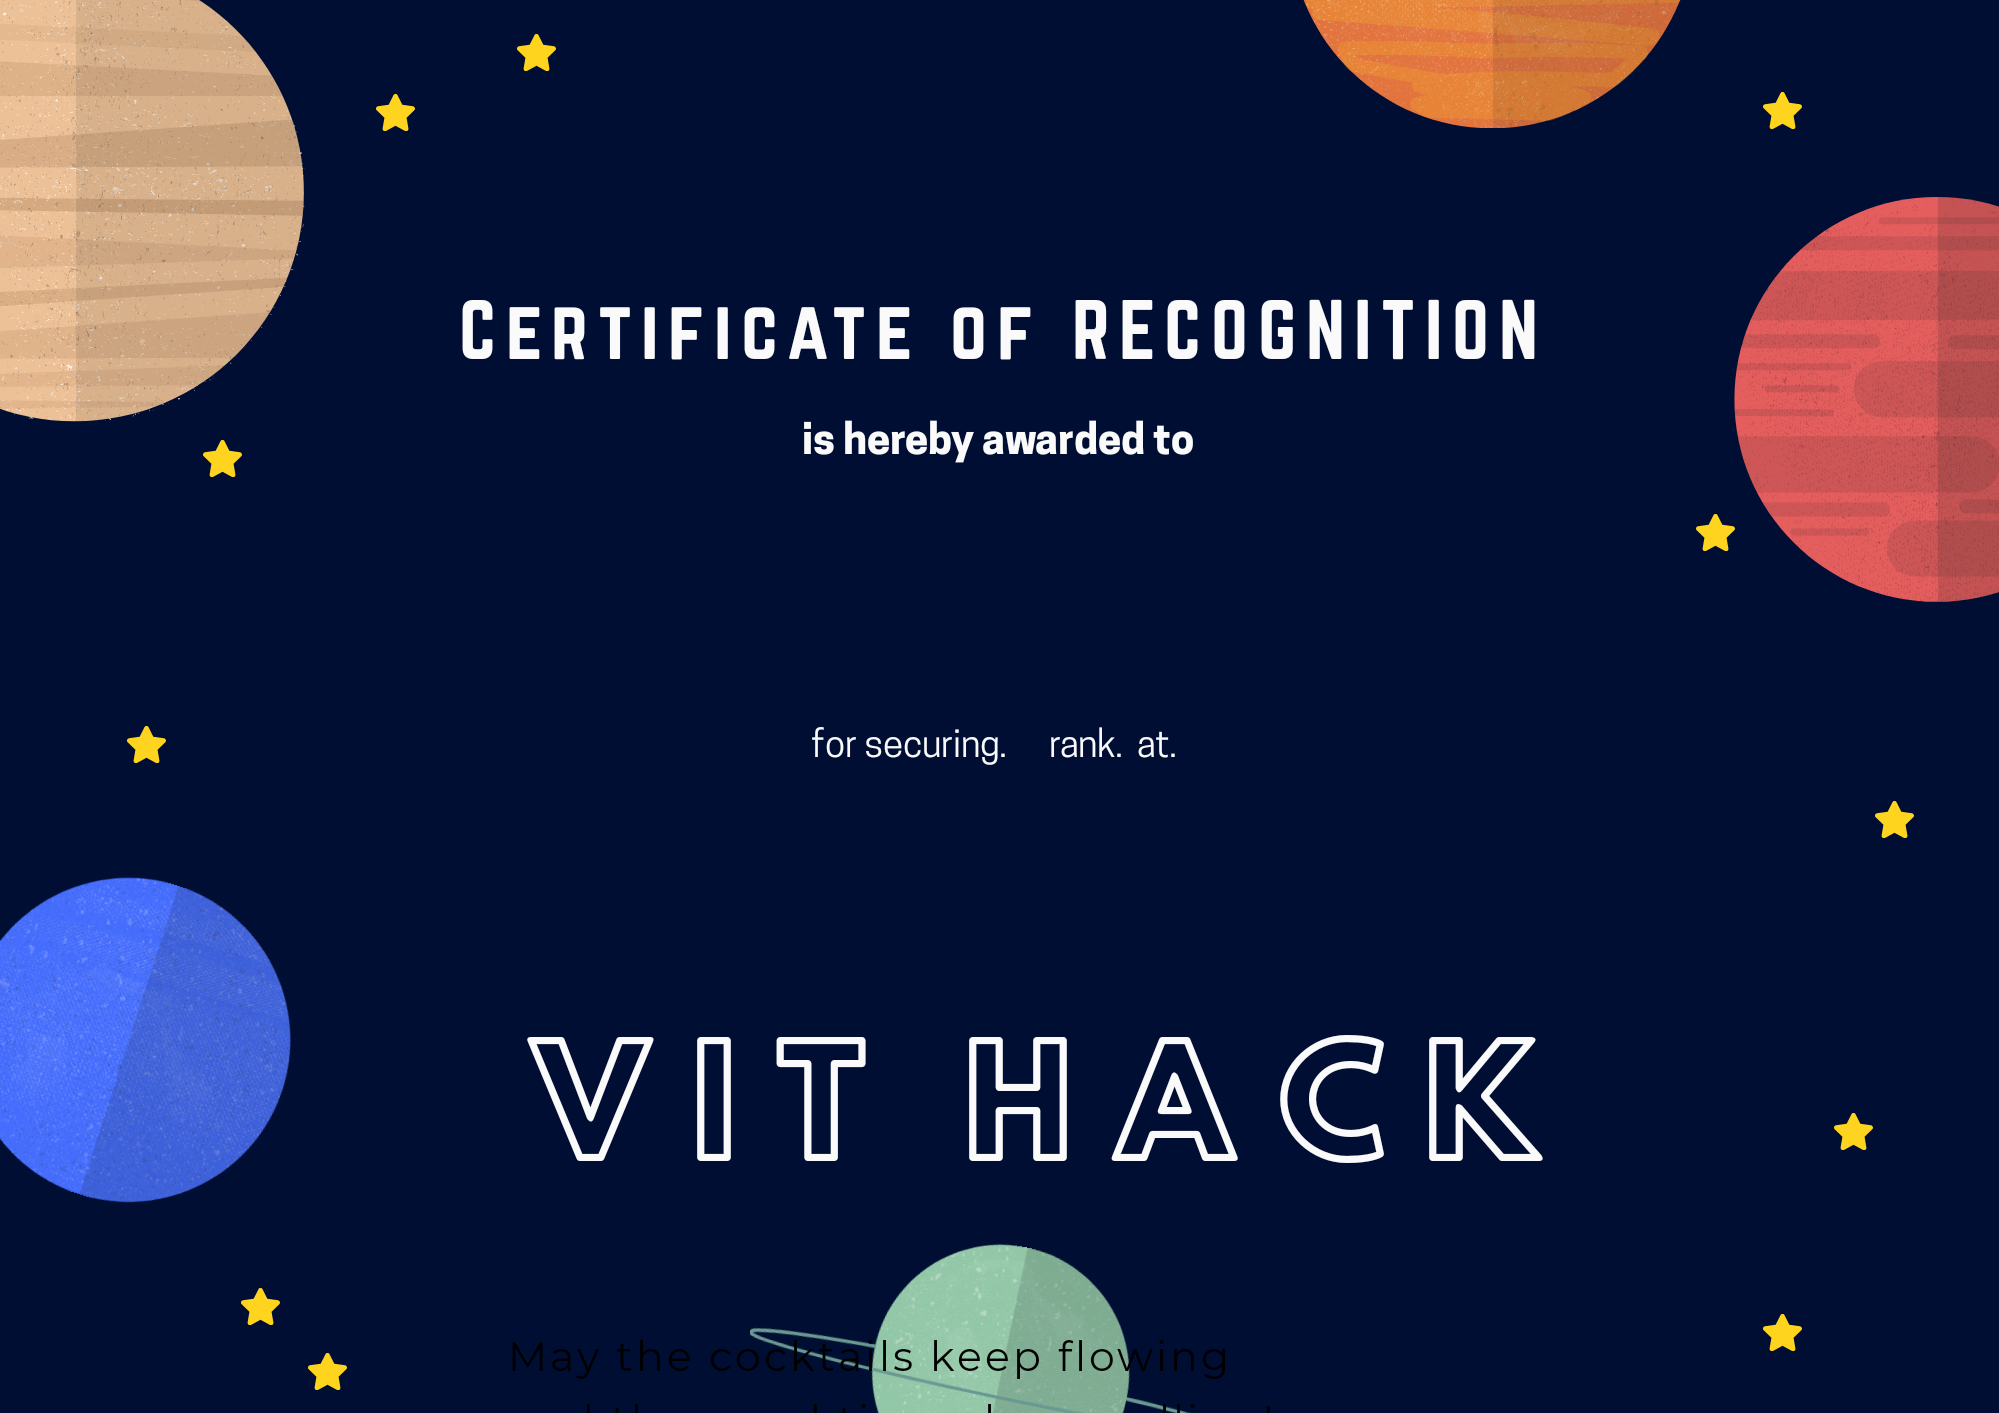 CERTIFICATE OF RECOGNITION
is hereby awarded to
for securing. rank. at.
VIT HACK
May the cocktails keep flowing